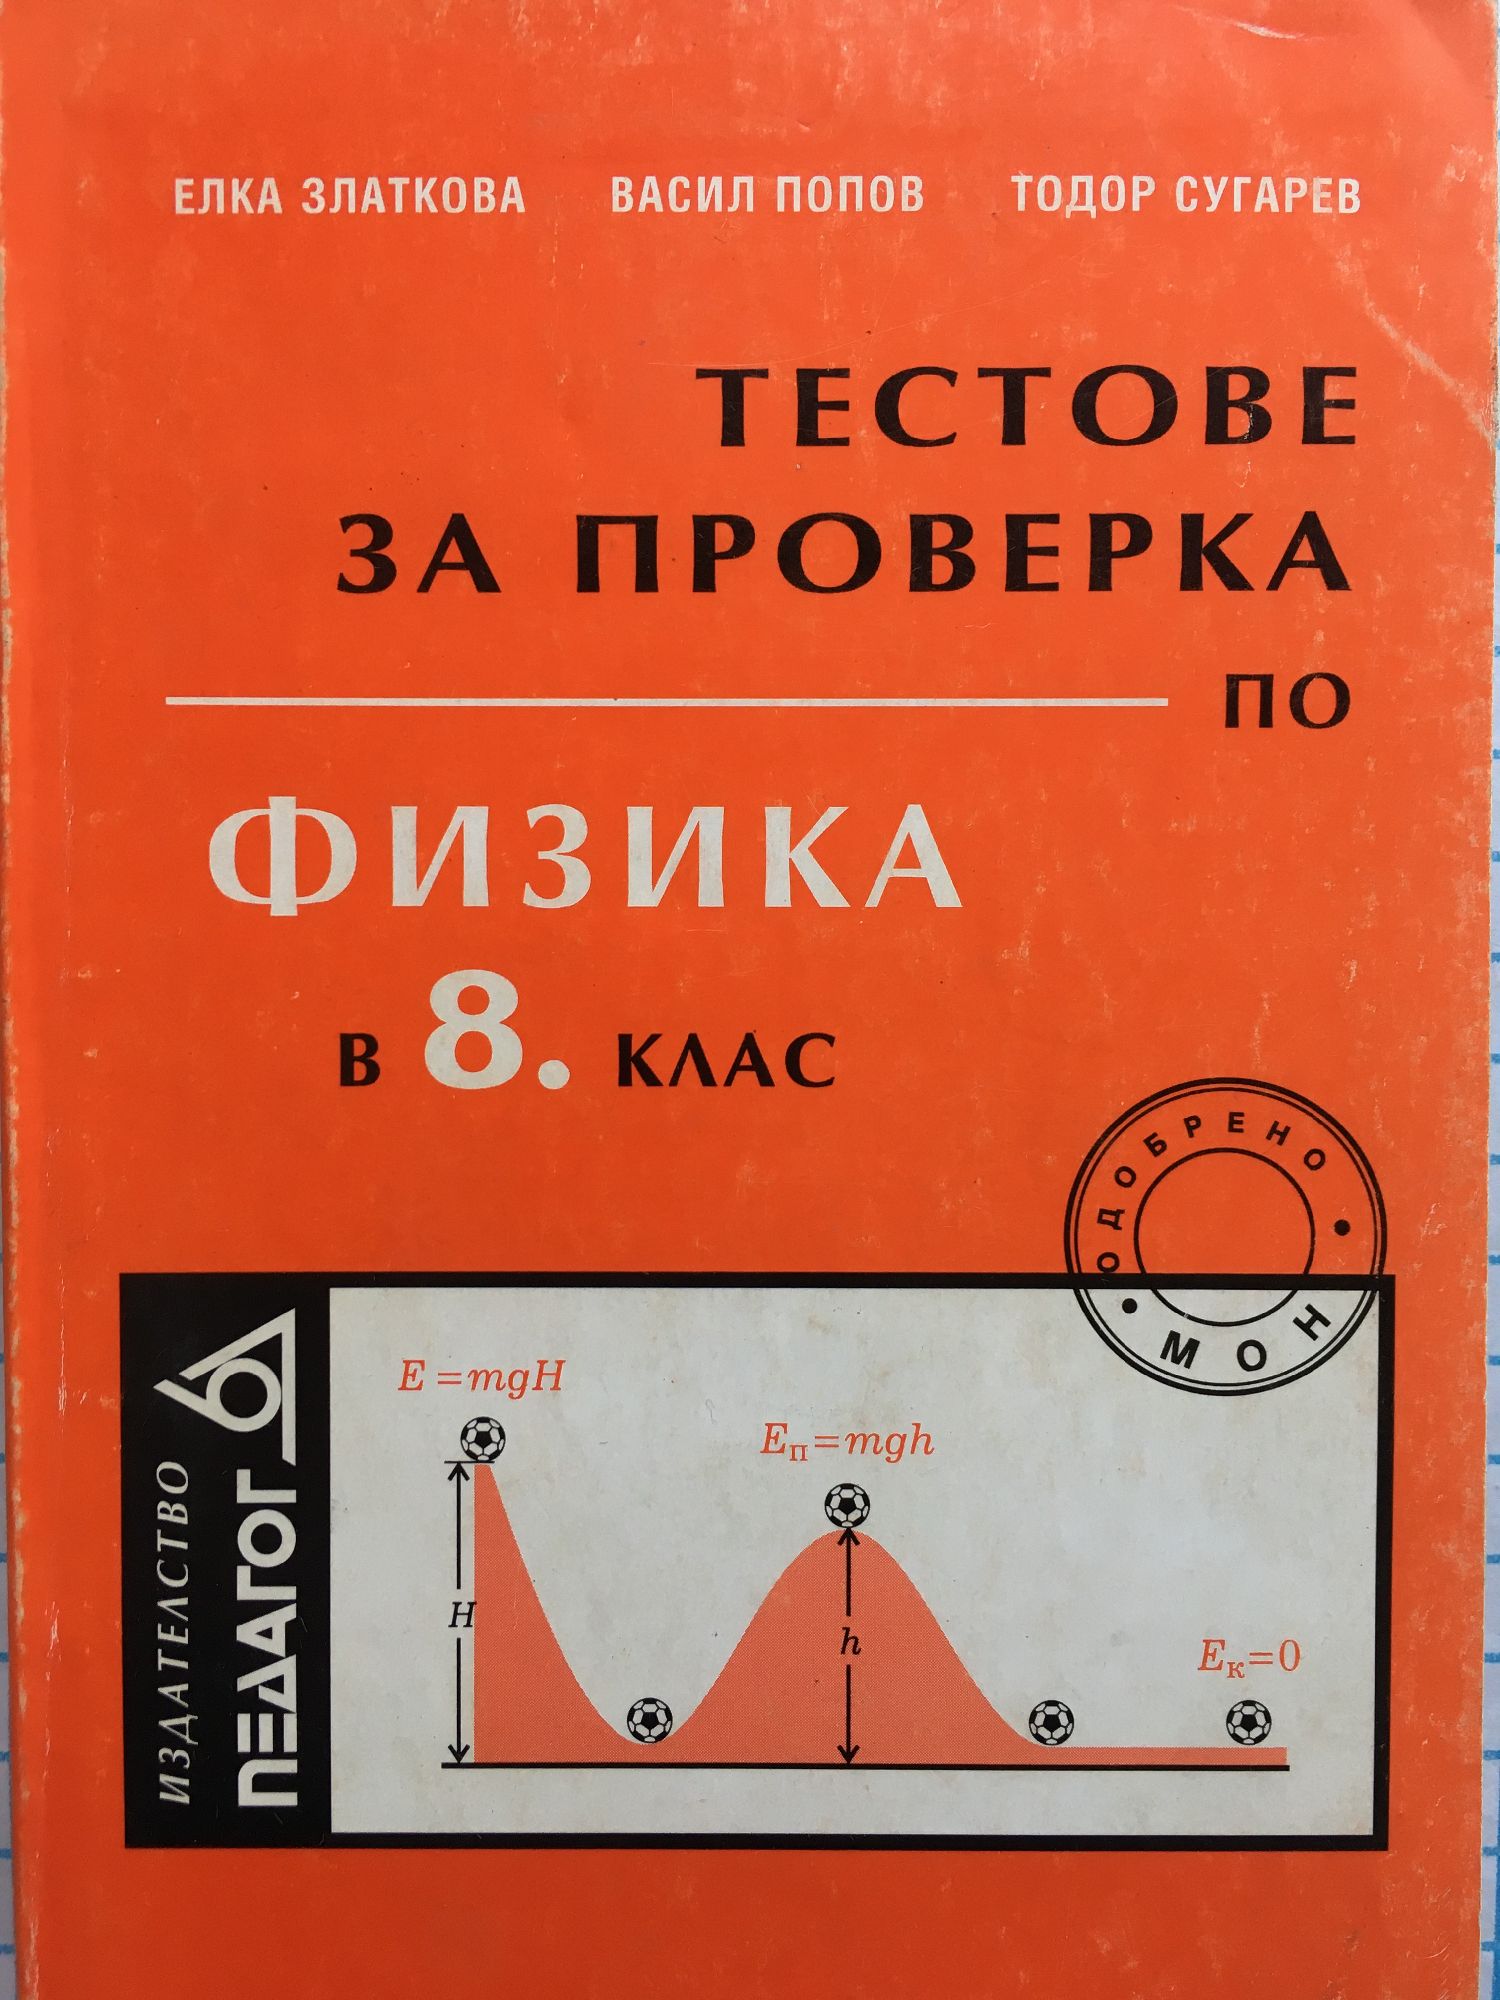 ЕЛКА ЗЛАТКОВА ВАСИЛ ПОПОВ ТОДОР СУГАРЕВ
ТЕСТОВЕ
ЗА ПРОВЕРКА
ПО
ФИЗИКА
В 8. КЛАС
ОДОБРЕНО
МОН
ИЗДАТЕЛСТВО
ПЕДАГОГ 6
E =mgH
Eп=mgh
H
h
Eк=0